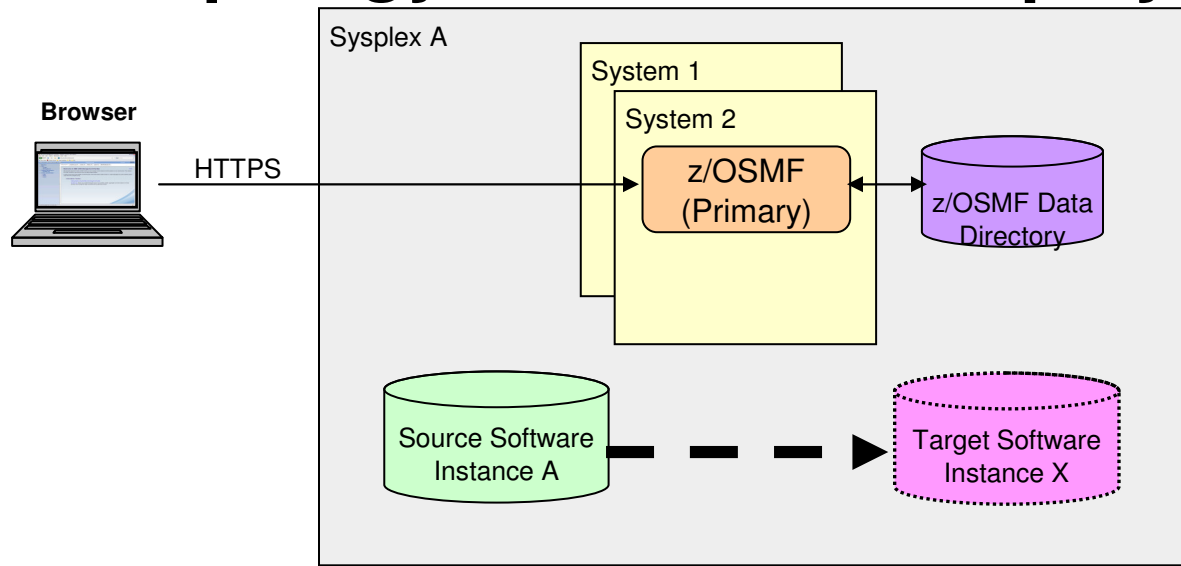 Sysplex A
System 1
Browser
System 2
HTTPS
z/OSMF
(Primary)
z/OSMF Data
Directory
Source Software
Instance A
Target Software
Instance X